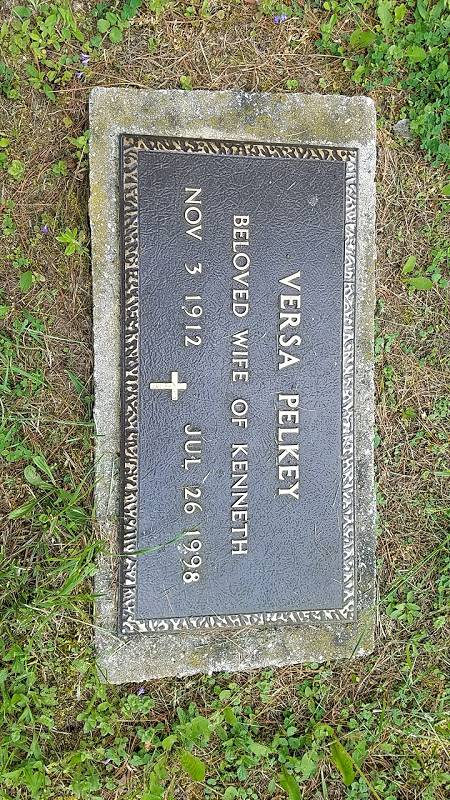 VERSA PELKEY
BELOVED WIFE OF KENNETH
NOV 3 1912 JUL 26 1998